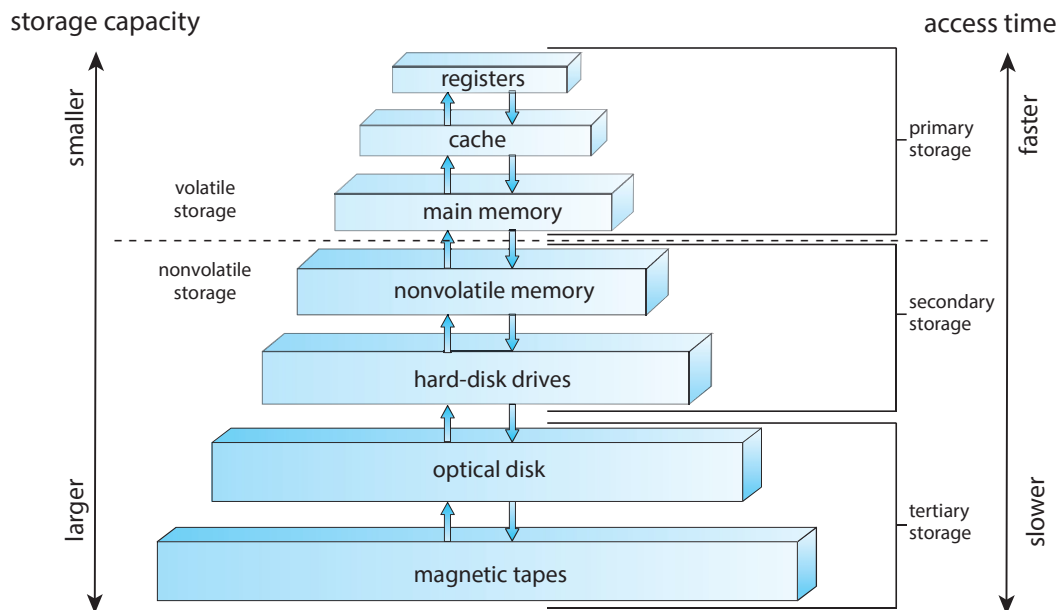 storage capacity
access time
smaller
larger
faster
slower
registers
cache
main memory
nonvolatile memory
hard-disk drives
optical disk
magnetic tapes
volatile
storage
nonvolatile
storage
primary
storage
secondary
storage
tertiary
storage